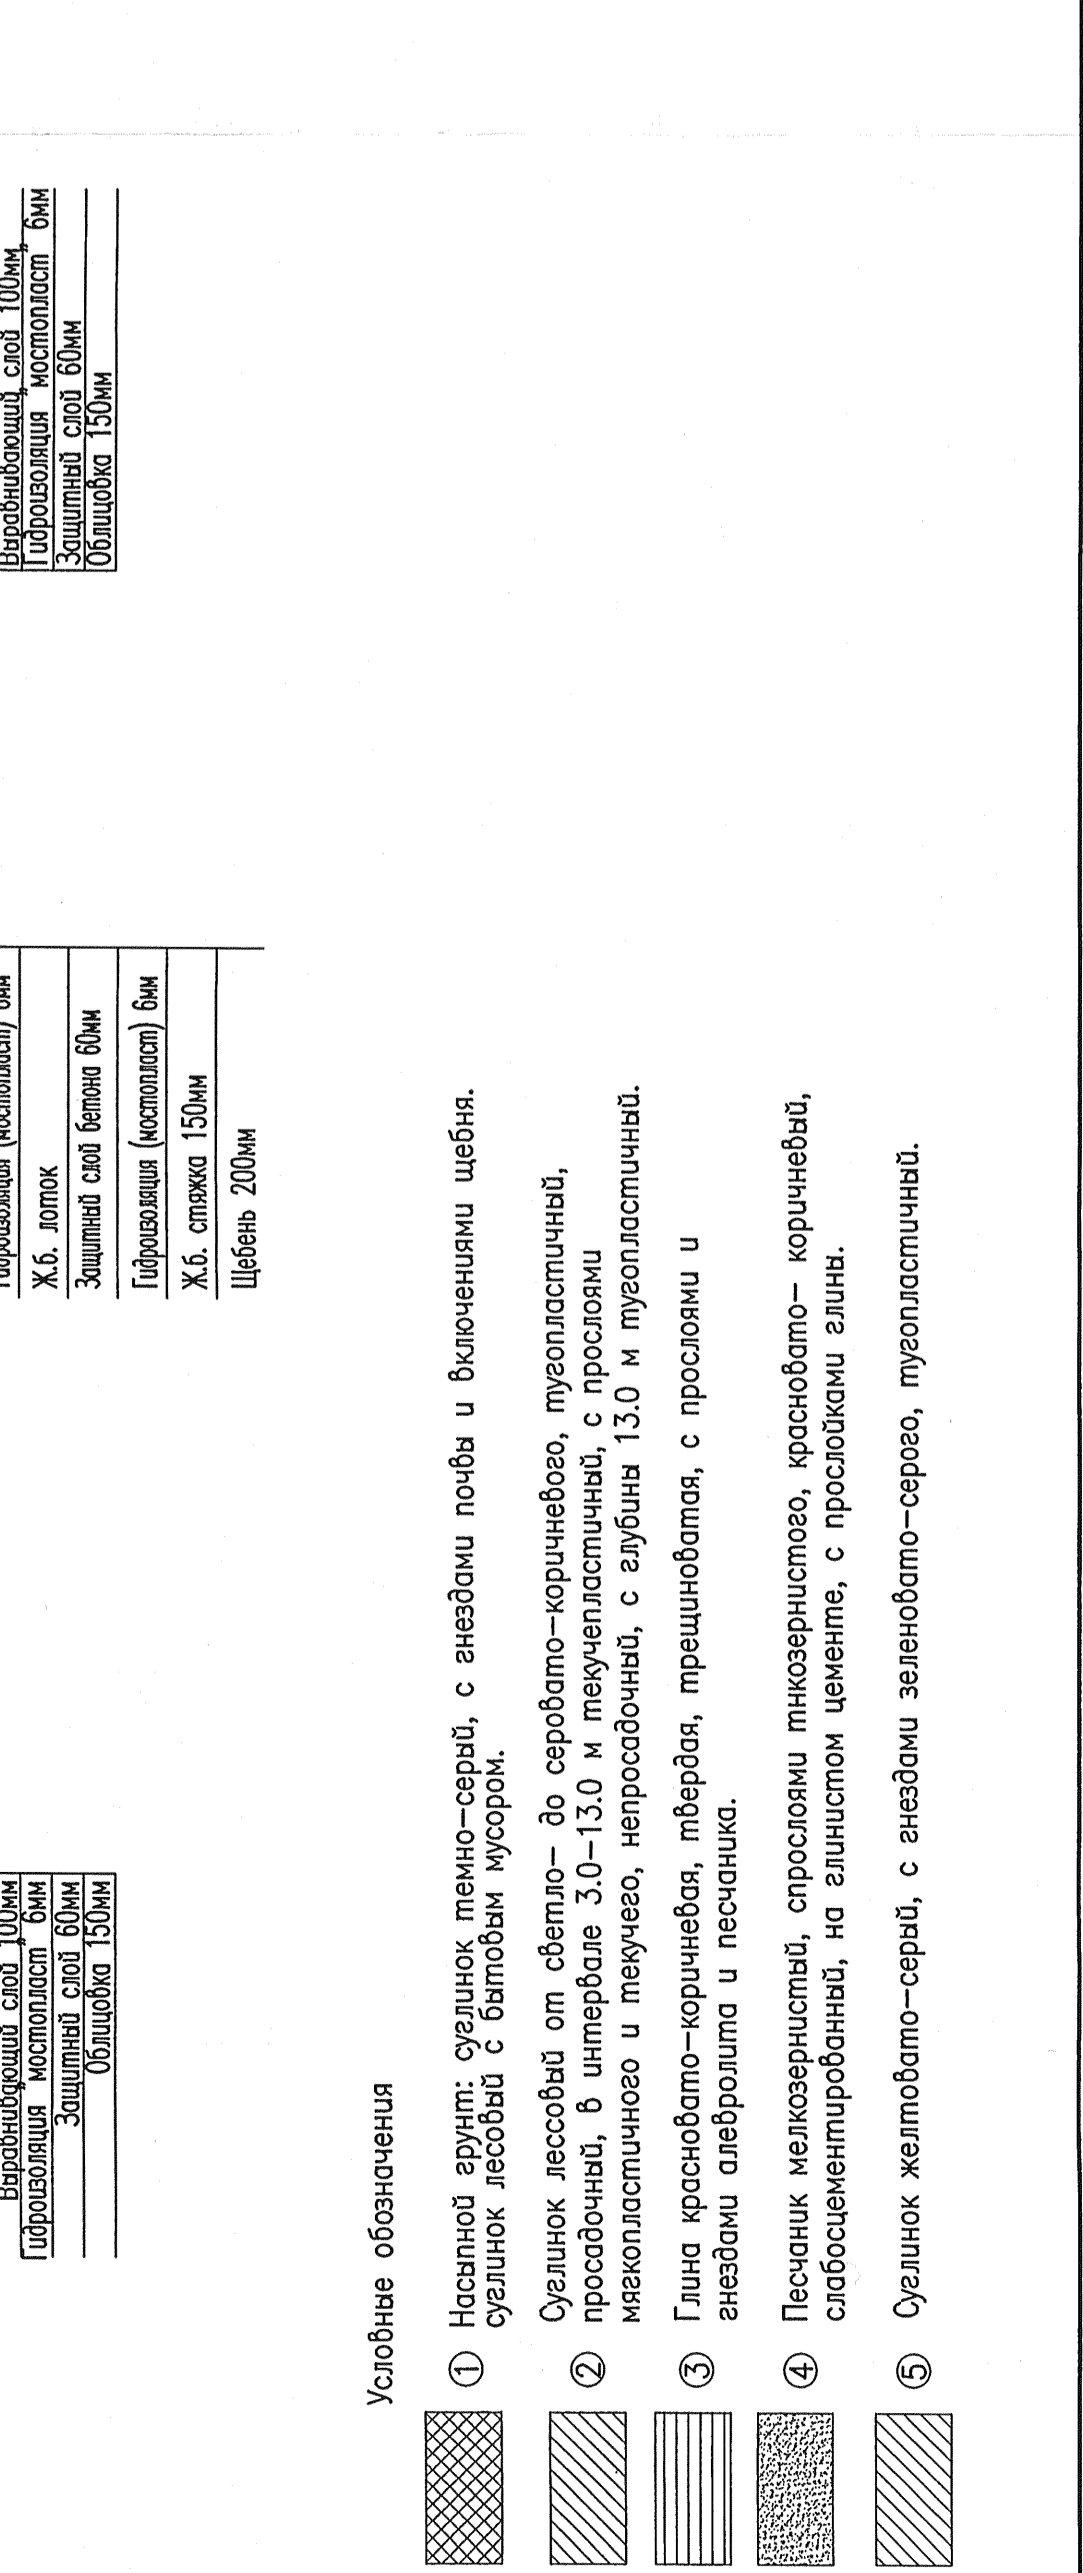 Выравнивающий слой 100мм
Гидроизоляция „мостопласт„ 6мм
Защитный слой 60мм
Облицовка 150мм
Гидроизоляция (мостопласт) 6мм
Ж.б. лоток
Защитный слой бетона 60мм
Гидроизоляция (мостопласт) 6мм
Ж.б. стяжка 150мм
Щебень 200мм
Выравнивающий слой 100мм
Гидроизоляция „мостопласт„ 6мм
Защитный слой 60мм
Облицовка 150мм
Условные обозначения
① Насыпной грунт: суглинок темно-серый, с гнездами почвы и включениями щебня.
суглинок лесовый с бытовым мусором.
② Суглинок лессовый от светло- до серовато-коричневого, тугопластичный,
просадочный, в интервале 3.0-13.0 м текучепластичный, с прослоями
мягкопластичного и текучего, непросадочный, с глубины 13.0 м тугопластичный.
③ Глина красновато-коричневая, твердая, трещиноватая, с прослоями и
гнездами алевролита и песчаника.
④ Песчаник мелкозернистый, спрослоями тнкозернистого, красновато- коричневый,
слабосцементированный, на глинистом цементе, с прослойками глины.
⑤ Суглинок желтовато-серый, с гнездами зеленовато-серого, тугопластичный.